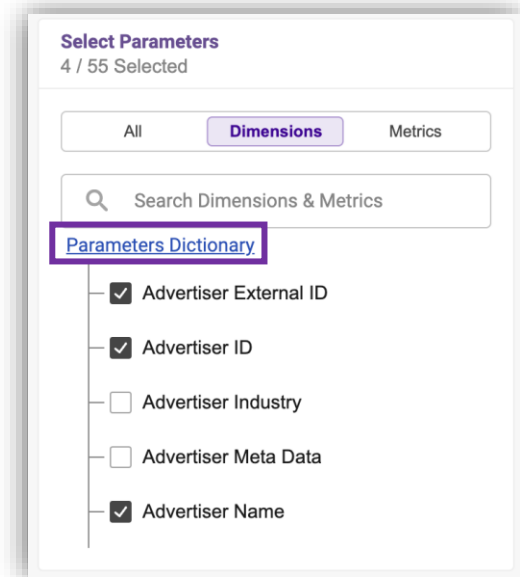 Select Parameters
4 / 55 Selected
All Dimensions Metrics
Search Dimensions & Metrics
Parameters Dictionary
Advertiser External ID
Advertiser ID
Advertiser Industry
Advertiser Meta Data
Advertiser Name